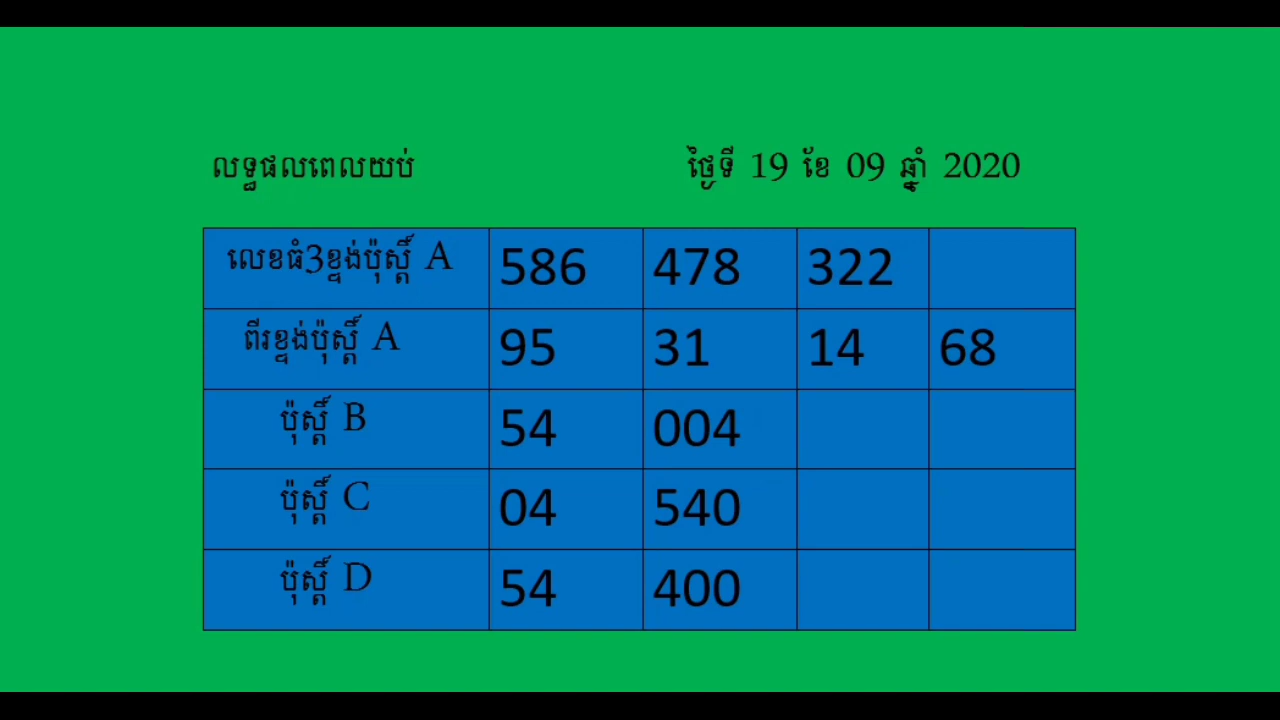 លទ្ធផលពេលយប់ ថ្ងៃទី 19 ខែ 09 ឆ្នាំ 2020
លេខធំ3ខ្ទង់ប៉ុស្តិ៍ A 586 478 322
ពីរខ្ទង់ប៉ុស្តិ៍ A 95 31 14 68
ប៉ុស្តិ៍ B 54 004
ប៉ុស្តិ៍ C 04 540
ប៉ុស្តិ៍ D 54 400